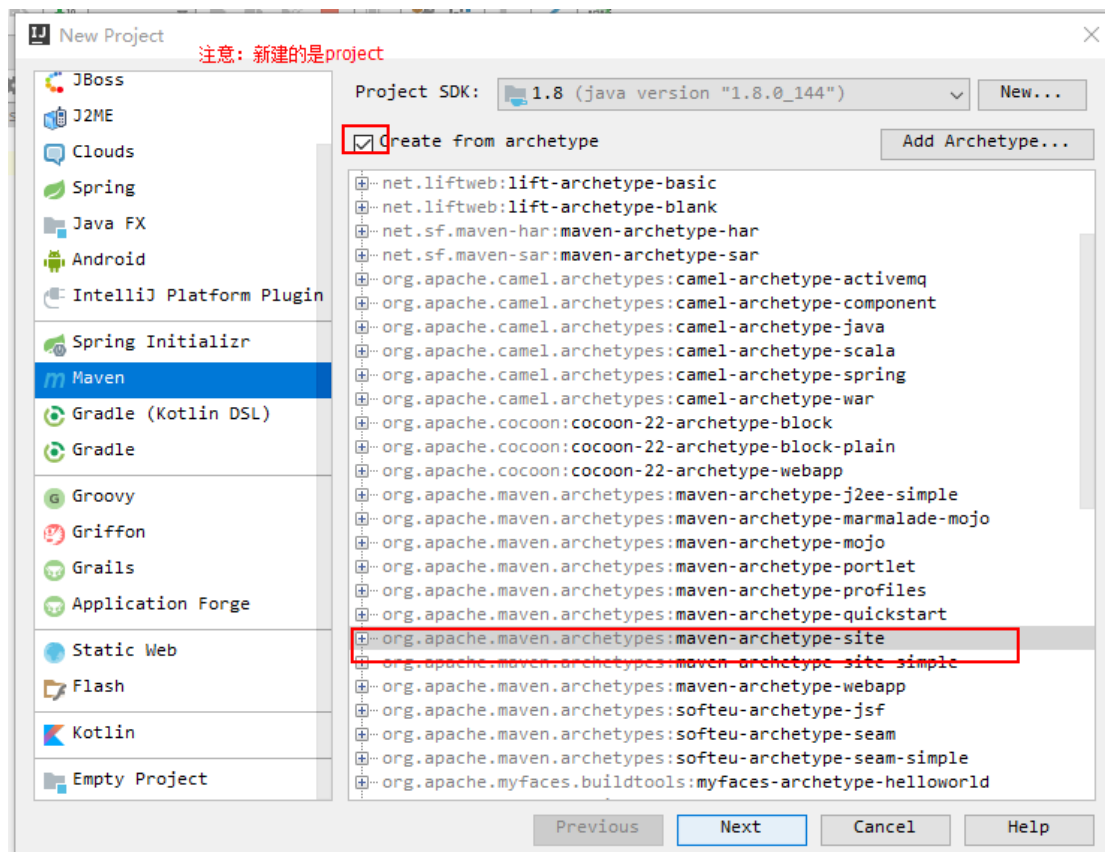 New Project
注意：新建的是project
JBoss
J2ME
Clouds
Spring
Java FX
Android
IntelliJ Platform Plugin
Spring Initializr
Maven
Gradle (Kotlin DSL)
Gradle
Groovy
Griffon
Grails
Application Forge
Static Web
Flash
Kotlin
Empty Project
Project SDK: 1.8 (java version "1.8.0_144") New...
Create from archetype Add Archetype...
net.liftweb:lift-archetype-basic
net.liftweb:lift-archetype-blank
net.sf.maven-har:maven-archetype-har
net.sf.maven-sar:maven-archetype-sar
org.apache.camel.archetypes:camel-archetype-activemq
org.apache.camel.archetypes:camel-archetype-component
org.apache.camel.archetypes:camel-archetype-java
org.apache.camel.archetypes:camel-archetype-scala
org.apache.camel.archetypes:camel-archetype-spring
org.apache.camel.archetypes:camel-archetype-war
org.apache.cocoon:cocoon-22-archetype-block
org.apache.cocoon:cocoon-22-archetype-block-plain
org.apache.cocoon:cocoon-22-archetype-webapp
org.apache.maven.archetypes:maven-archetype-j2ee-simple
org.apache.maven.archetypes:maven-archetype-marmalade-mojo
org.apache.maven.archetypes:maven-archetype-mojo
org.apache.maven.archetypes:maven-archetype-portlet
org.apache.maven.archetypes:maven-archetype-profiles
org.apache.maven.archetypes:maven-archetype-quickstart
org.apache.maven.archetypes:maven-archetype-site
org.apache.maven.archetypes:maven-archetype-site-simple
org.apache.maven.archetypes:maven-archetype-webapp
org.apache.maven.archetypes:softeu-archetype-jsf
org.apache.maven.archetypes:softeu-archetype-seam
org.apache.maven.archetypes:softeu-archetype-seam-simple
org.apache.myfaces.buildtools:myfaces-archetype-helloworld
Previous Next Cancel Help